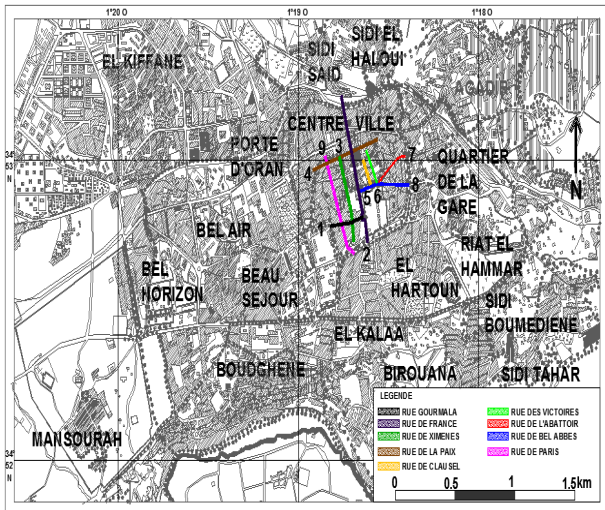 1°20
1°19
1°18
EL KIFFANE
SIDI
SAID
SIDI EL
HALOUI
AGADIR
CENTRE VILLE
PORTE
D'ORAN
9
3
4
7
5
6
8
1
2
QUARTIER
DE LA
GARE
N
34°
53
N
BEL AIR
BEL
HORIZON
BEAU
SEJOUR
EL
HARTOUN
RIAT EL
HAMMAR
SIDI
BOUMEDIENE
EL KALAA
BOUDGHENE
BIROUANA
SIDI TAHAR
MANSOURAH
34°
52
N
LEGENDE
RUE GOURMALA
RUE DE FRANCE
RUE DE XIMENES
RUE DE LA PAIX
RUE DE CLAUSEL
RUE DES VICTOIRES
RUE DE L'ABATTOIR
RUE DE BEL ABBES
RUE DE PARIS
0
0.5
1
1.5km